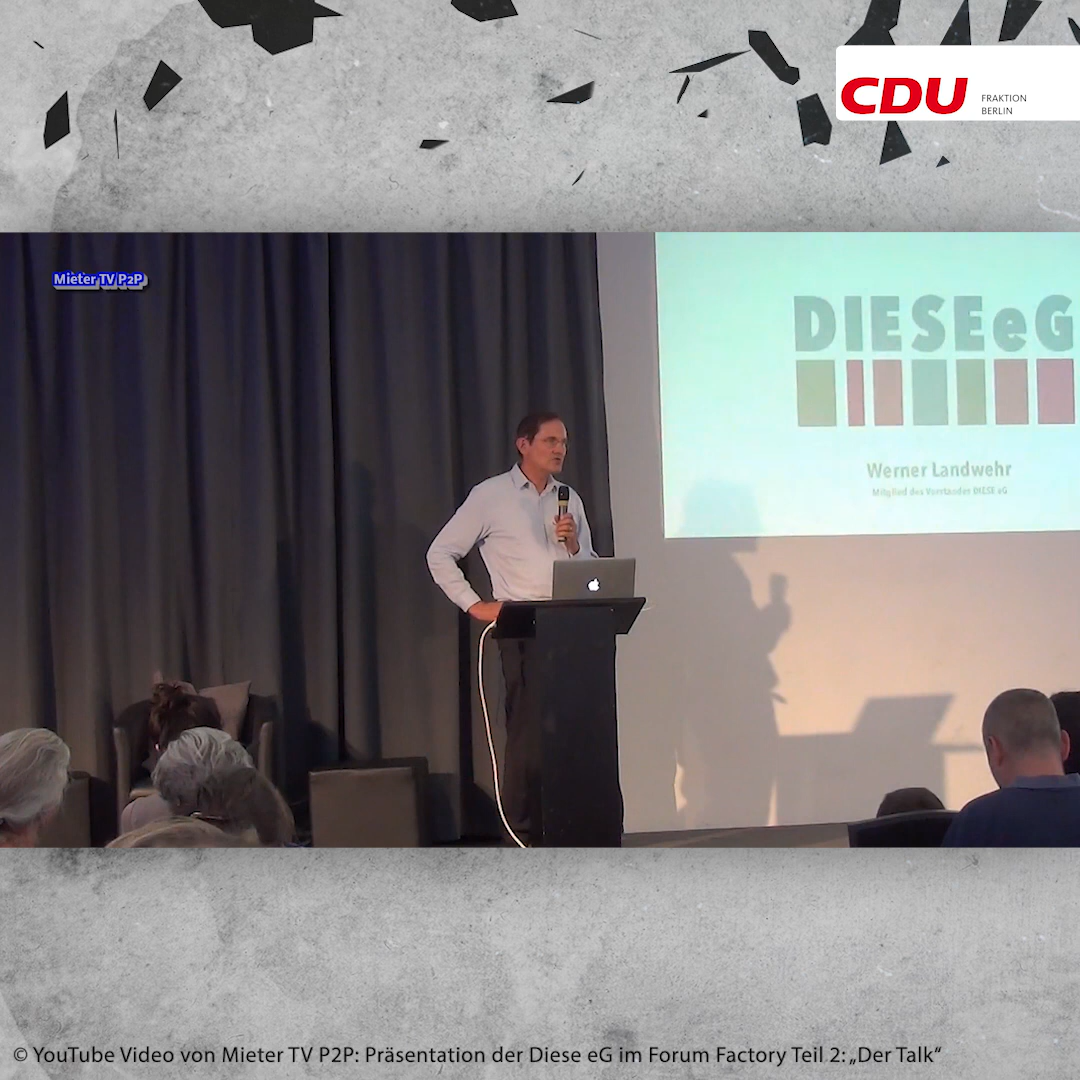 CDU
FRAKTION
BERLIN
Mieter TV P2P
DIESEeG
Werner Landwehr
Mitglied des Vorstandes DIESE eG
© YouTube Video von Mieter TV P2P: Präsentation der Diese eG im Forum Factory Teil 2: „Der Talk“